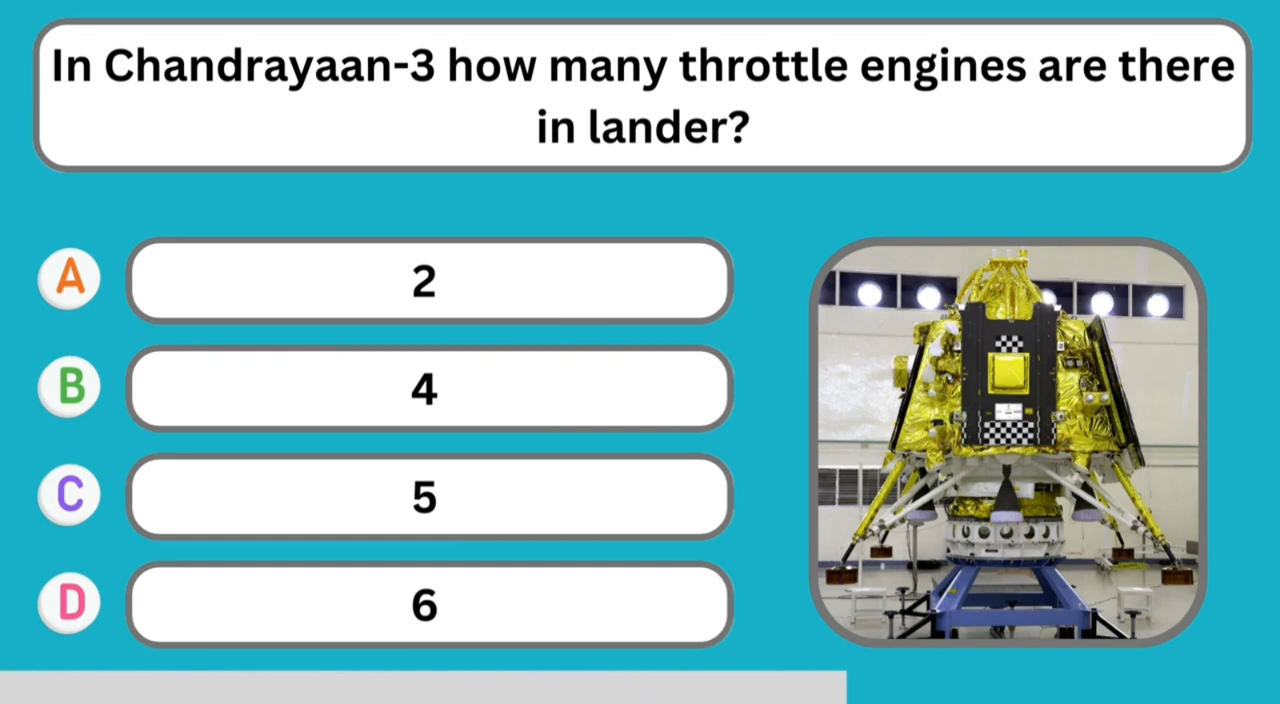 In Chandrayaan-3 how many throttle engines are there
in lander?
A
2
B
4
C
5
D
6